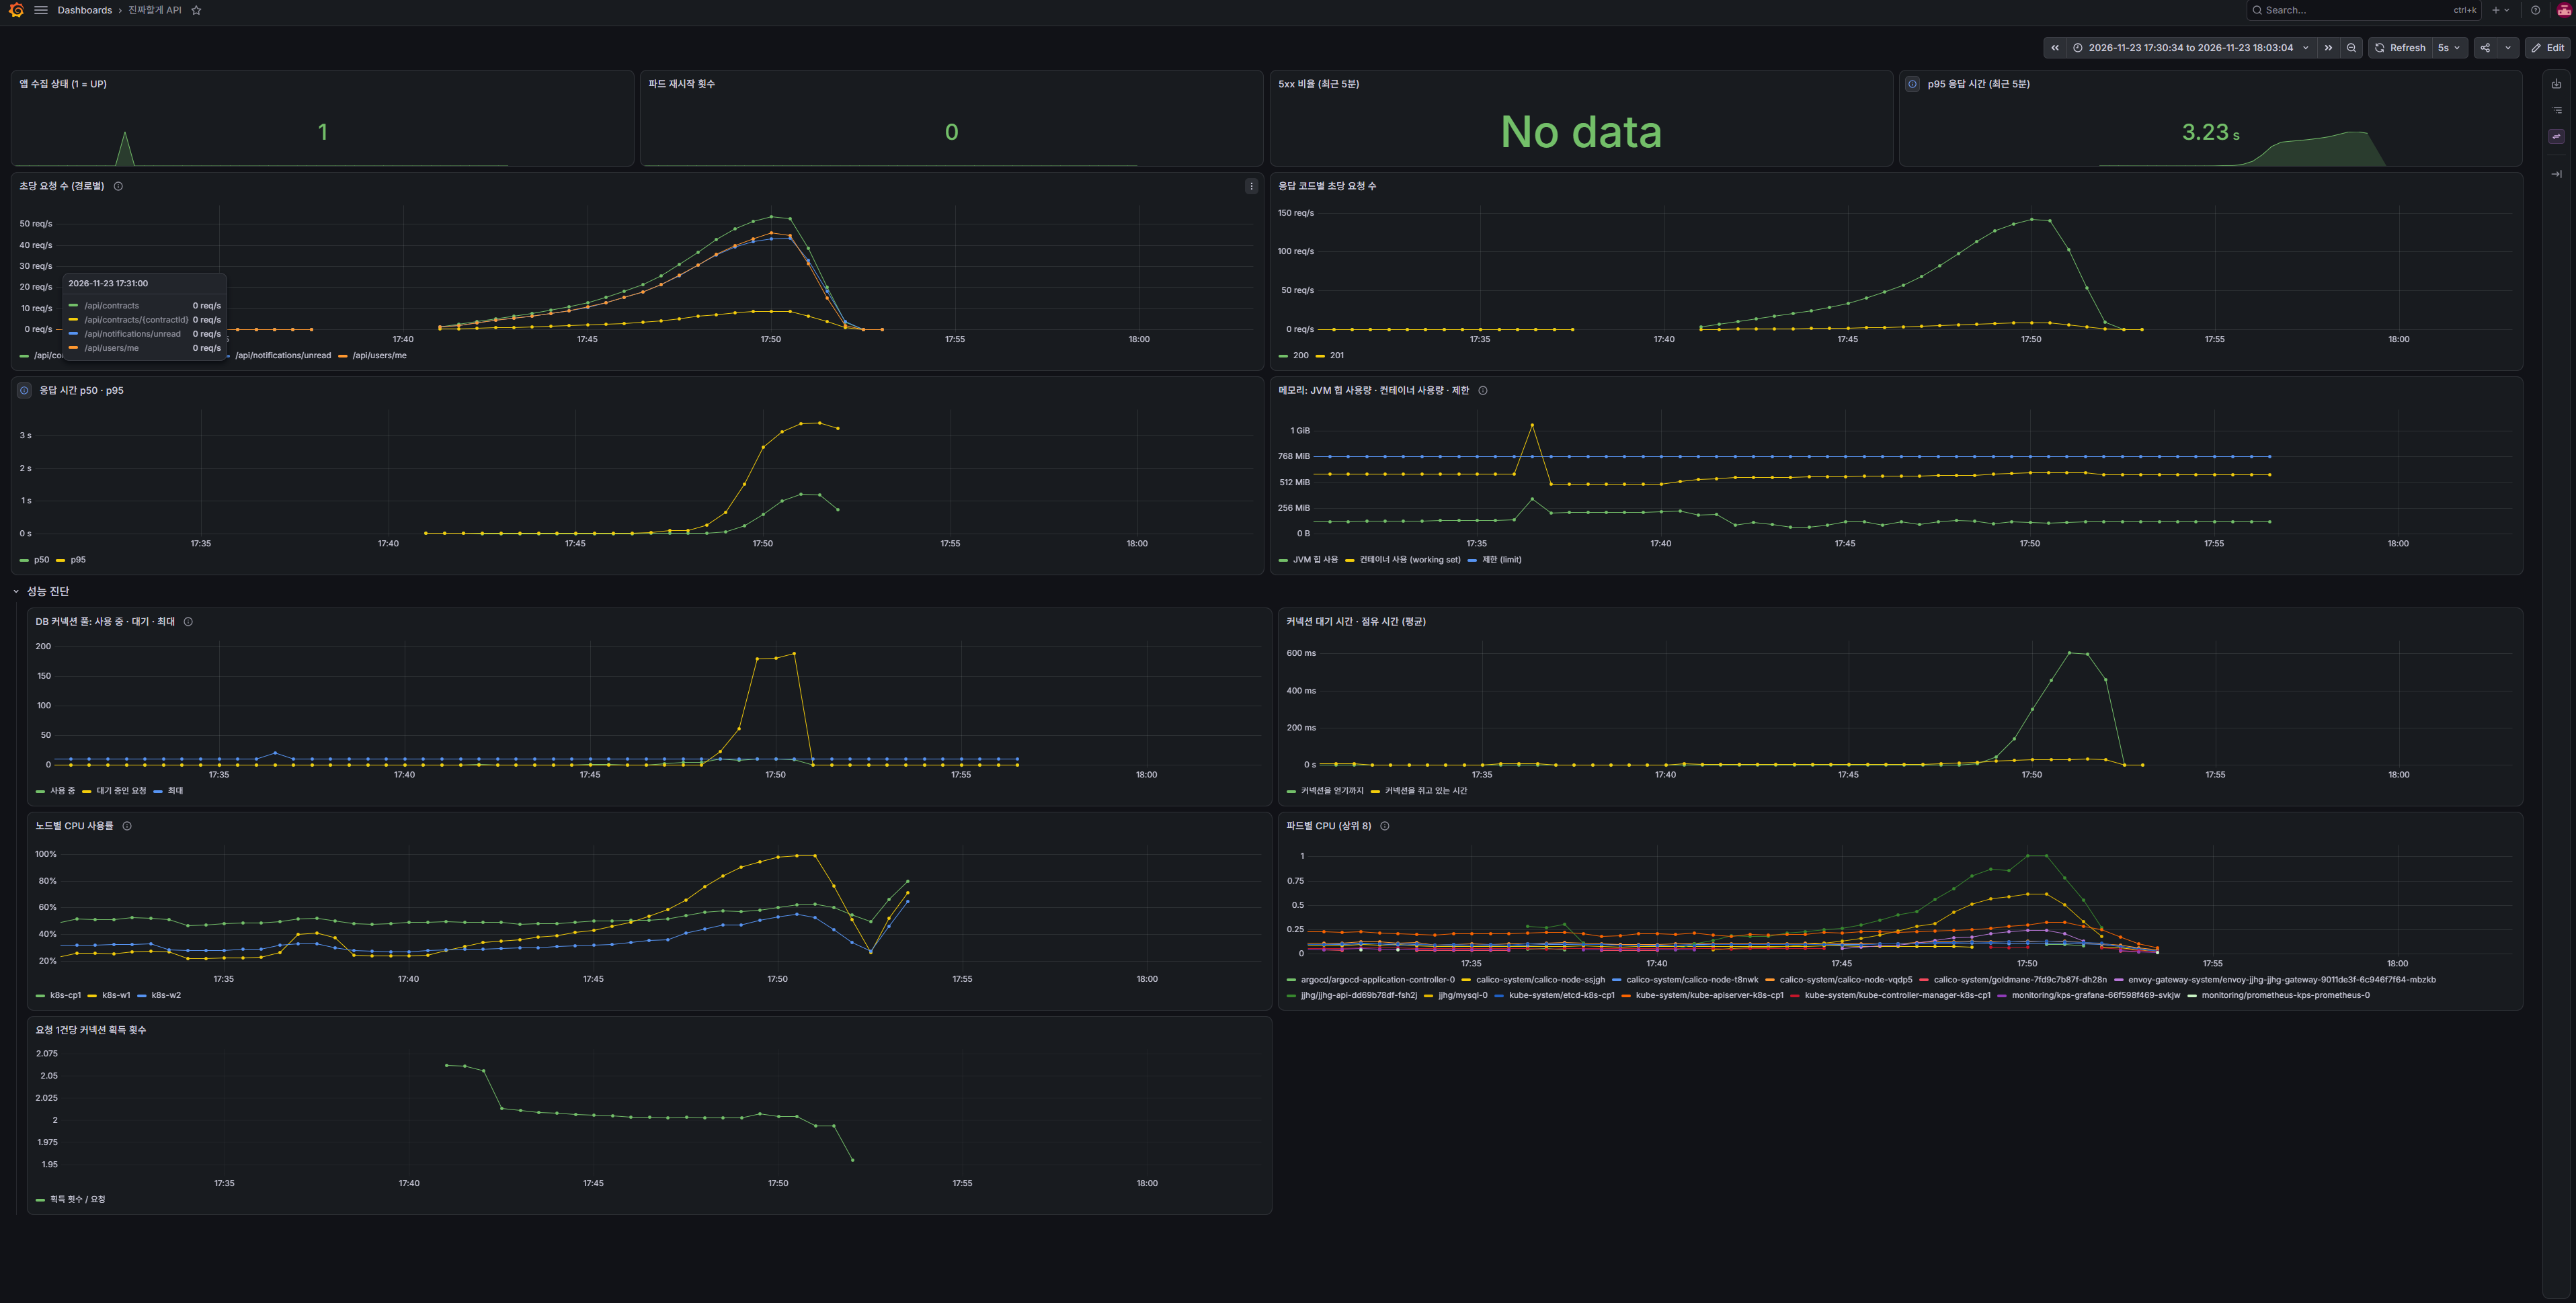 Dashboards › 진짜할게 API
Search... ctrl+k
2026-11-23 17:30:34 to 2026-11-23 18:03:04 Refresh 5s Edit
앱 수집 상태 (1 = UP)
1
파드 재시작 횟수
0
5xx 비율 (최근 5분)
No data
p95 응답 시간 (최근 5분)
3.23 s
초당 요청 수 (경로별)
50 req/s
40 req/s
30 req/s
20 req/s
10 req/s
0 req/s
2026-11-23 17:31:00
/api/contracts 0 req/s
/api/contracts/{contractId} 0 req/s
/api/notifications/unread 0 req/s
/api/users/me 0 req/s
17:40 17:45 17:50 17:55 18:00
/api/co /api/notifications/unread /api/users/me
응답 코드별 초당 요청 수
150 req/s
100 req/s
50 req/s
0 req/s
17:35 17:40 17:45 17:50 17:55 18:00
200 201
응답 시간 p50 · p95
3 s
2 s
1 s
0 s
17:35 17:40 17:45 17:50 17:55 18:00
p50 p95
메모리: JVM 힙 사용량 · 컨테이너 사용량 · 제한
1 GiB
768 MiB
512 MiB
256 MiB
0 B
17:35 17:40 17:45 17:50 17:55 18:00
JVM 힙 사용 컨테이너 사용 (working set) 제한 (limit)
성능 진단
DB 커넥션 풀: 사용 중 · 대기 · 최대
200
150
100
50
0
17:35 17:40 17:45 17:50 17:55 18:00
사용 중 대기 중인 요청 최대
커넥션 대기 시간 · 점유 시간 (평균)
600 ms
400 ms
200 ms
0 s
17:35 17:40 17:45 17:50 17:55 18:00
커넥션을 얻기까지 커넥션을 쥐고 있는 시간
노드별 CPU 사용률
100%
80%
60%
40%
20%
17:35 17:40 17:45 17:50 17:55 18:00
k8s-cp1 k8s-w1 k8s-w2
파드별 CPU (상위 8)
1
0.75
0.5
0.25
0
17:35 17:40 17:45 17:50 17:55 18:00
argocd/argocd-application-controller-0 calico-system/calico-node-ssjgh calico-system/calico-node-t8nwk calico-system/calico-node-vqdp5 calico-system/goldmane-7fd9c7b87f-dh28n envoy-gateway-system/envoy-jjhg-jjhg-gateway-9011de3f-6c946f7f64-mbzkb
jjhg/jjhg-api-dd69b78df-fsh2j jjhg/mysql-0 kube-system/etcd-k8s-cp1 kube-system/kube-apiserver-k8s-cp1 kube-system/kube-controller-manager-k8s-cp1 monitoring/kps-grafana-66f598f469-svkjw monitoring/prometheus-kps-prometheus-0
요청 1건당 커넥션 획득 횟수
2.075
2.05
2.025
2
1.975
1.95
17:35 17:40 17:45 17:50 17:55 18:00
획득 횟수 / 요청